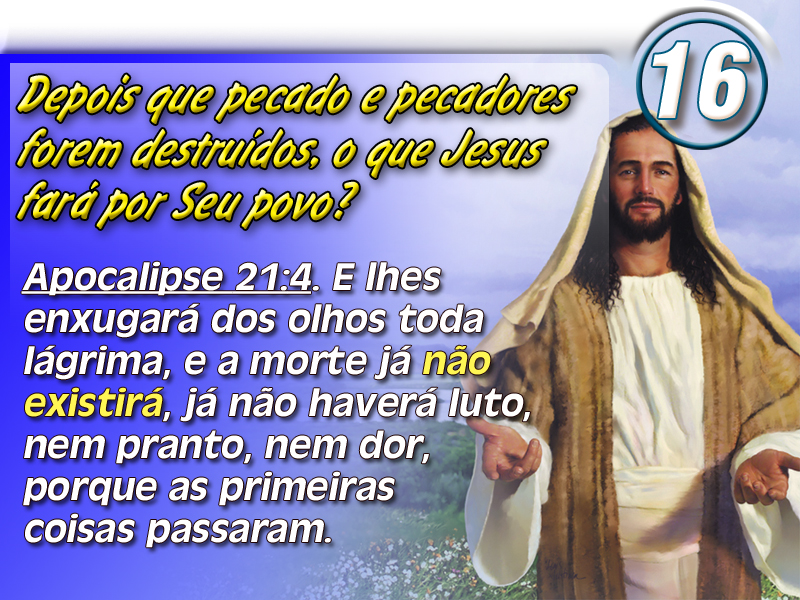 16
Depois que pecado e pecadores
forem destruídos, o que Jesus
fará por Seu povo?
Apocalipse 21:4. E lhes
enxugará dos olhos toda
lágrima, e a morte já não
existirá, já não haverá luto,
nem pranto, nem dor,
porque as primeiras
coisas passaram.